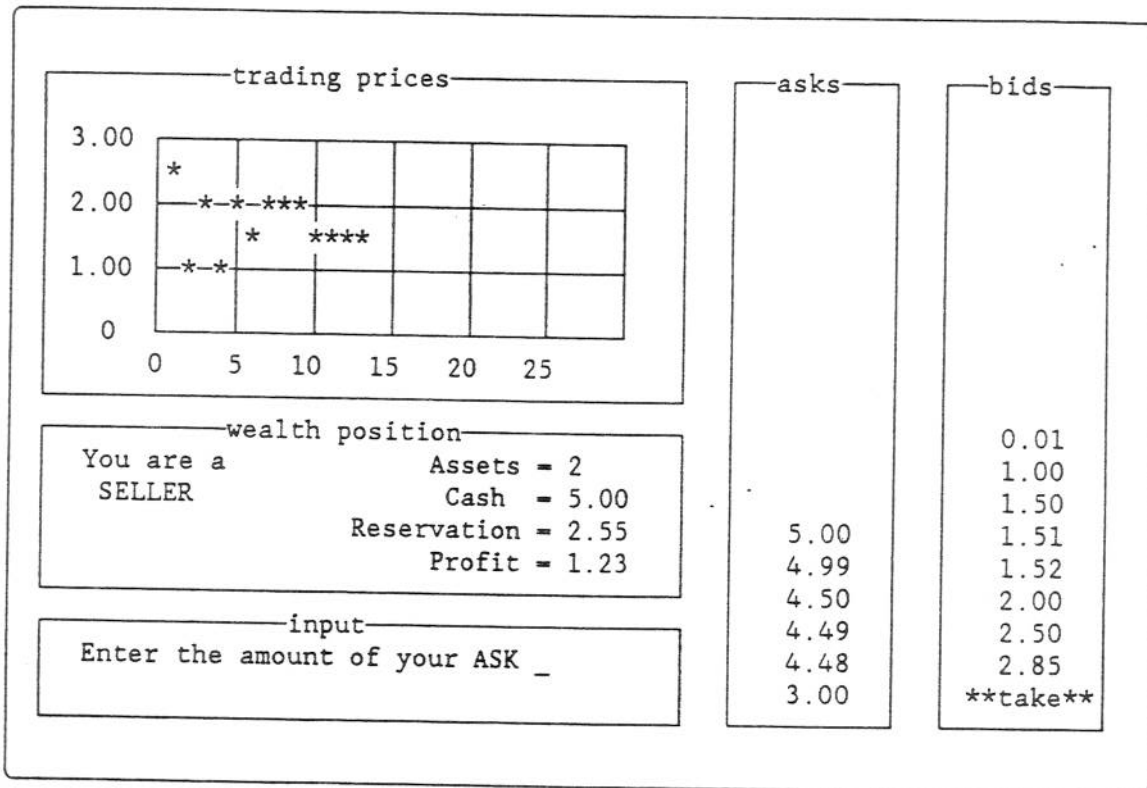 trading prices
3.00
*
2.00 *-*-***
* ****
1.00 *-*
0
0 5 10 15 20 25
wealth position
You are a Assets = 2
SELLER Cash = 5.00
Reservation = 2.55
Profit = 1.23
input
Enter the amount of your ASK _
asks
5.00
4.99
4.50
4.49
4.48
3.00
bids
0.01
1.00
1.50
1.51
1.52
2.00
2.50
2.85
**take**